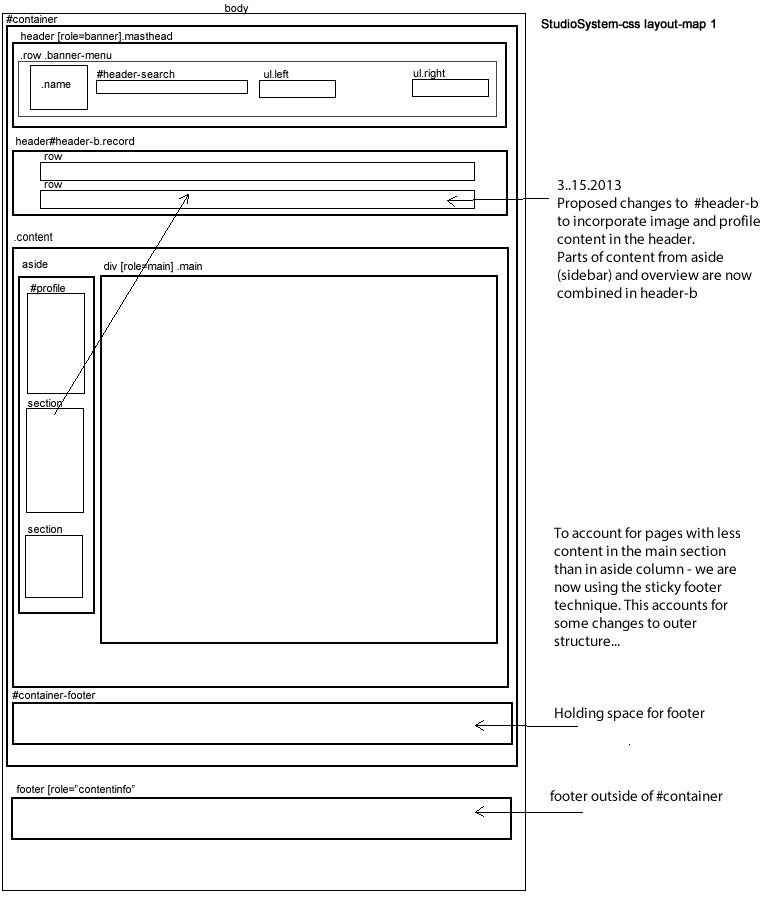 body
#container
StudioSystem-css layout-map 1
header [role=banner].masthead
.row .banner-menu
.name
#header-search
ul.left
ul.right
header#header-b.record
row
row
3..15.2013
Proposed changes to #header-b
to incorporate image and profile
content in the header.
Parts of content from aside
(sidebar) and overview are now
combined in header-b
.content
aside
div [role=main] .main
#profile
section
section
To account for pages with less
content in the main section
than in aside column - we are
now using the sticky footer
technique. This accounts for
some changes to outer
structure...
#container-footer
Holding space for footer
footer [role="contentinfo"
footer outside of #container